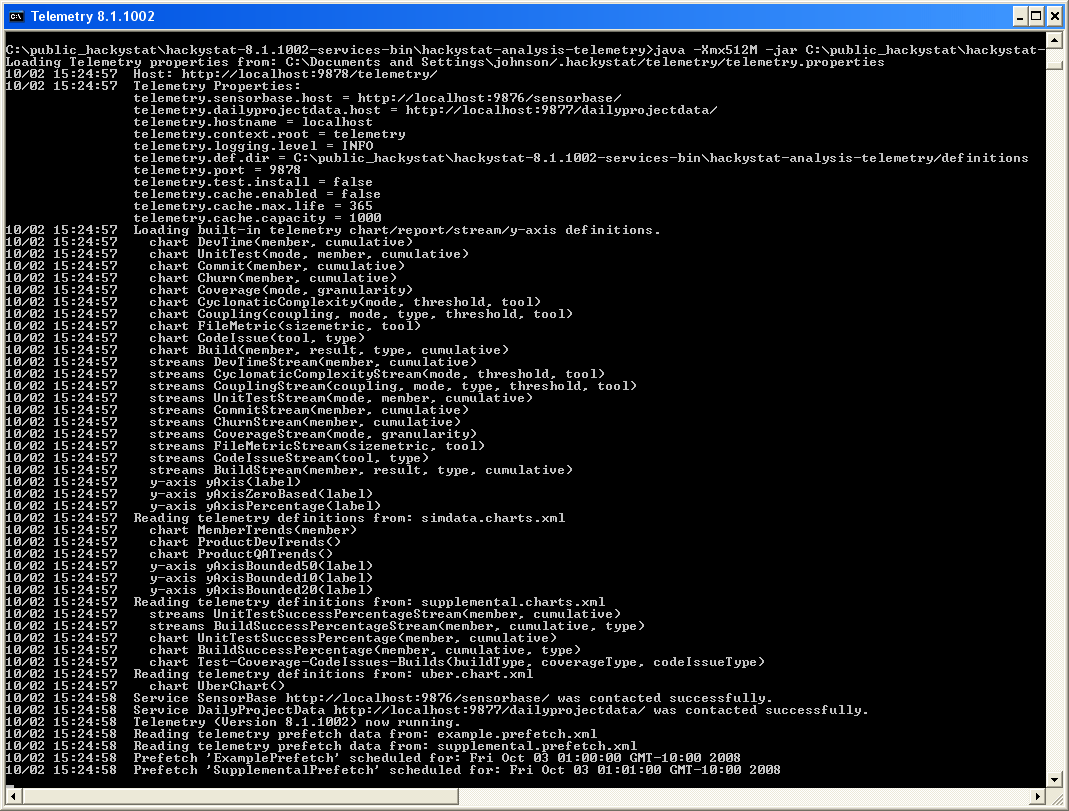 Telemetry 8.1.1002
C:\public_hackystat\hackystat-8.1.1002-services-bin\hackystat-analysis-telemetry>java -Xmx512M -jar C:\public_hackystat\hackystat-
Loading Telemetry properties from: C:\Documents and Settings\johnson/.hackystat/telemetry/telemetry.properties
10/02 15:24:57  Host: http://localhost:9878/telemetry/
10/02 15:24:57  Telemetry Properties:
                telemetry.sensorbase.host = http://localhost:9876/sensorbase/
                telemetry.dailyprojectdata.host = http://localhost:9877/dailyprojectdata/
                telemetry.hostname = localhost
                telemetry.context.root = telemetry
                telemetry.logging.level = INFO
                telemetry.def.dir = C:\public_hackystat\hackystat-8.1.1002-services-bin\hackystat-analysis-telemetry/definitions
                telemetry.port = 9878
                telemetry.test.install = false
                telemetry.cache.enabled = false
                telemetry.cache.max.life = 365
                telemetry.cache.capacity = 1000
10/02 15:24:57  Loading built-in telemetry chart/report/stream/y-axis definitions.
10/02 15:24:57    chart DevTime(member, cumulative)
10/02 15:24:57    chart UnitTest(mode, member, cumulative)
10/02 15:24:57    chart Commit(member, cumulative)
10/02 15:24:57    chart Churn(member, cumulative)
10/02 15:24:57    chart Coverage(mode, granularity)
10/02 15:24:57    chart CyclomaticComplexity(mode, threshold, tool)
10/02 15:24:57    chart Coupling(coupling, mode, type, threshold, tool)
10/02 15:24:57    chart FileMetric(sizemetric, tool)
10/02 15:24:57    chart CodeIssue(tool, type)
10/02 15:24:57    chart Build(member, result, type, cumulative)
10/02 15:24:57    streams DevTimeStream(member, cumulative)
10/02 15:24:57    streams CyclomaticComplexityStream(mode, threshold, tool)
10/02 15:24:57    streams CouplingStream(coupling, mode, type, threshold, tool)
10/02 15:24:57    streams UnitTestStream(mode, member, cumulative)
10/02 15:24:57    streams CommitStream(member, cumulative)
10/02 15:24:57    streams ChurnStream(member, cumulative)
10/02 15:24:57    streams CoverageStream(mode, granularity)
10/02 15:24:57    streams FileMetricStream(sizemetric, tool)
10/02 15:24:57    streams CodeIssueStream(tool, type)
10/02 15:24:57    streams BuildStream(member, result, type, cumulative)
10/02 15:24:57    y-axis yAxis(label)
10/02 15:24:57    y-axis yAxisZeroBased(label)
10/02 15:24:57    y-axis yAxisPercentage(label)
10/02 15:24:57  Reading telemetry definitions from: simdata.charts.xml
10/02 15:24:57    chart MemberTrends(member)
10/02 15:24:57    chart ProductDevTrends()
10/02 15:24:57    chart ProductQATrends()
10/02 15:24:57    y-axis yAxisBounded50(label)
10/02 15:24:57    y-axis yAxisBounded10(label)
10/02 15:24:57    y-axis yAxisBounded20(label)
10/02 15:24:57  Reading telemetry definitions from: supplemental.charts.xml
10/02 15:24:57    streams UnitTestSuccessPercentageStream(member, cumulative)
10/02 15:24:57    streams BuildSuccessPercentageStream(member, cumulative, type)
10/02 15:24:57    chart UnitTestSuccessPercentage(member, cumulative)
10/02 15:24:57    chart BuildSuccessPercentage(member, cumulative, type)
10/02 15:24:57    chart Test-Coverage-CodeIssues-Builds(buildType, coverageType, codeIssueType)
10/02 15:24:57  Reading telemetry definitions from: uber.chart.xml
10/02 15:24:57    chart UberChart()
10/02 15:24:58  Service SensorBase http://localhost:9876/sensorbase/ was contacted successfully.
10/02 15:24:58  Service DailyProjectData http://localhost:9877/dailyprojectdata/ was contacted successfully.
10/02 15:24:58  Telemetry (Version 8.1.1002) now running.
10/02 15:24:58  Reading telemetry prefetch data from: example.prefetch.xml
10/02 15:24:58  Reading telemetry prefetch data from: supplemental.prefetch.xml
10/02 15:24:58  Prefetch 'ExamplePrefetch' scheduled for: Fri Oct 03 01:00:00 GMT-10:00 2008
10/02 15:24:58  Prefetch 'SupplementalPrefetch' scheduled for: Fri Oct 03 01:01:00 GMT-10:00 2008